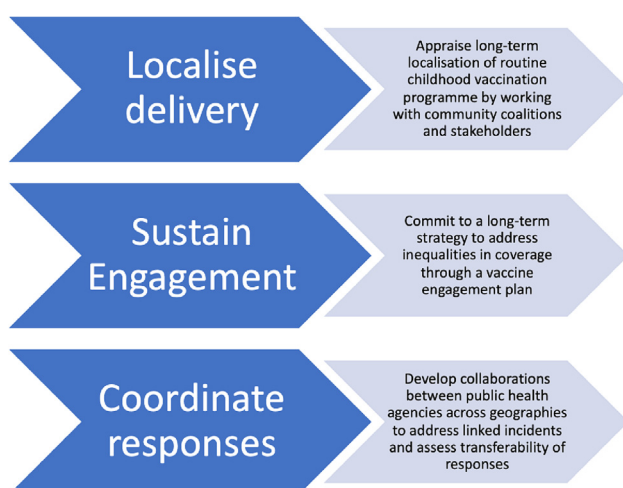 Localise
delivery
Appraise long-term
localisation of routine
childhood vaccination
programme by working
with community coalitions
and stakeholders
Sustain
Engagement
Commit to a long-term
strategy to address
inequalities in coverage
through a vaccine
engagement plan
Coordinate
responses
Develop collaborations
between public health
agencies across geographies
to address linked incidents
and assess transferability of
responses